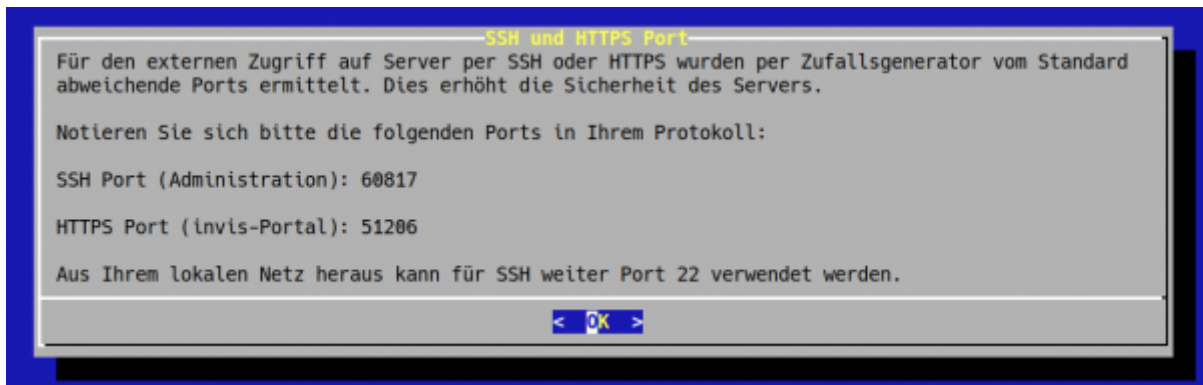 SSH und HTTPS Port
Für den externen Zugriff auf Server per SSH oder HTTPS wurden per Zufallsgenerator vom Standard
abweichende Ports ermittelt. Dies erhöht die Sicherheit des Servers.
Notieren Sie sich bitte die folgenden Ports in Ihrem Protokoll:
SSH Port (Administration): 60817
HTTPS Port (invis-Portal): 51206
Aus Ihrem lokalen Netz heraus kann für SSH weiter Port 22 verwendet werden.
< OK >